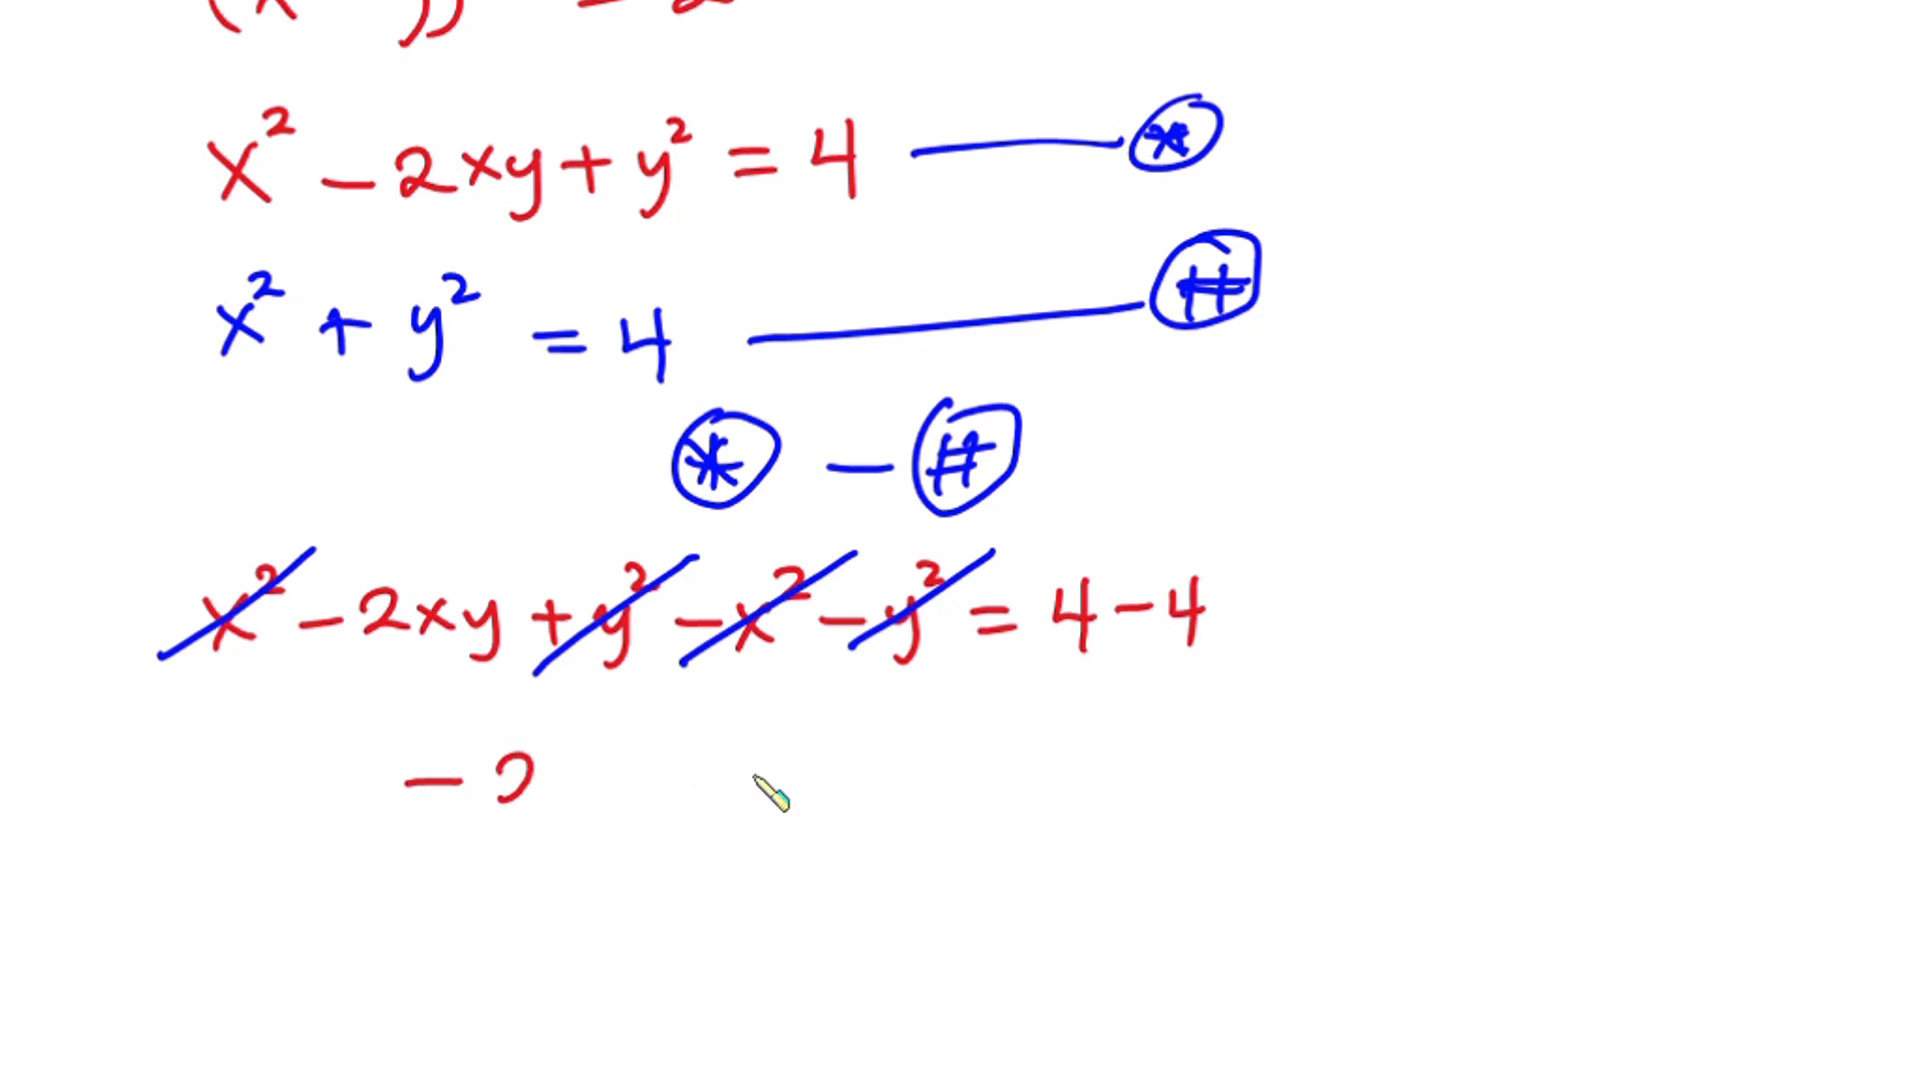 x² - 2xy + y² = 4 —— *
x² + y² = 4 —— #
* - #
x² - 2xy + y² - x² - y² = 4 - 4
- 2